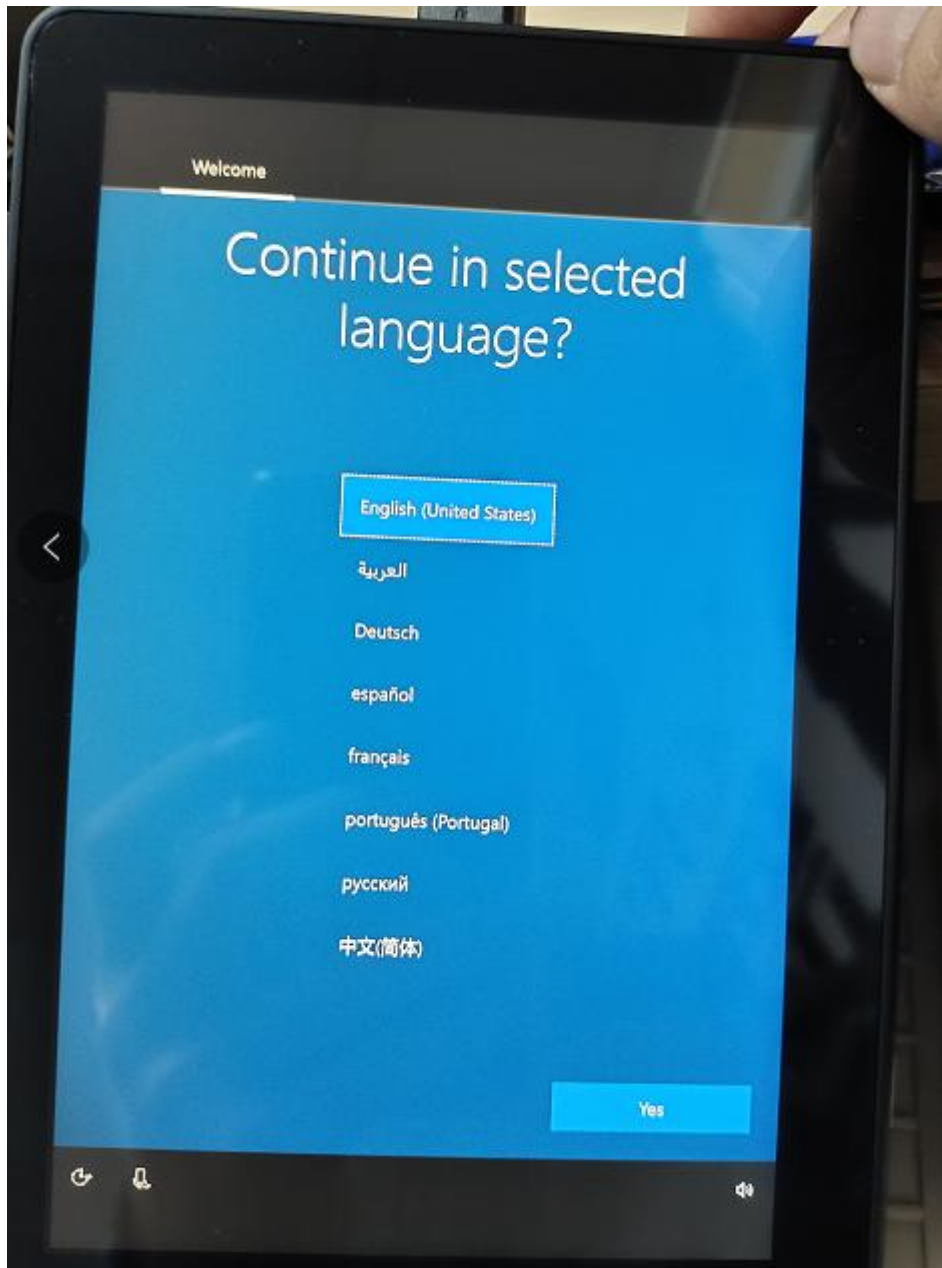 Welcome
Continue in selected
language?
English (United States)
العربية
Deutsch
español
français
português (Portugal)
русский
中文(简体)
Yes